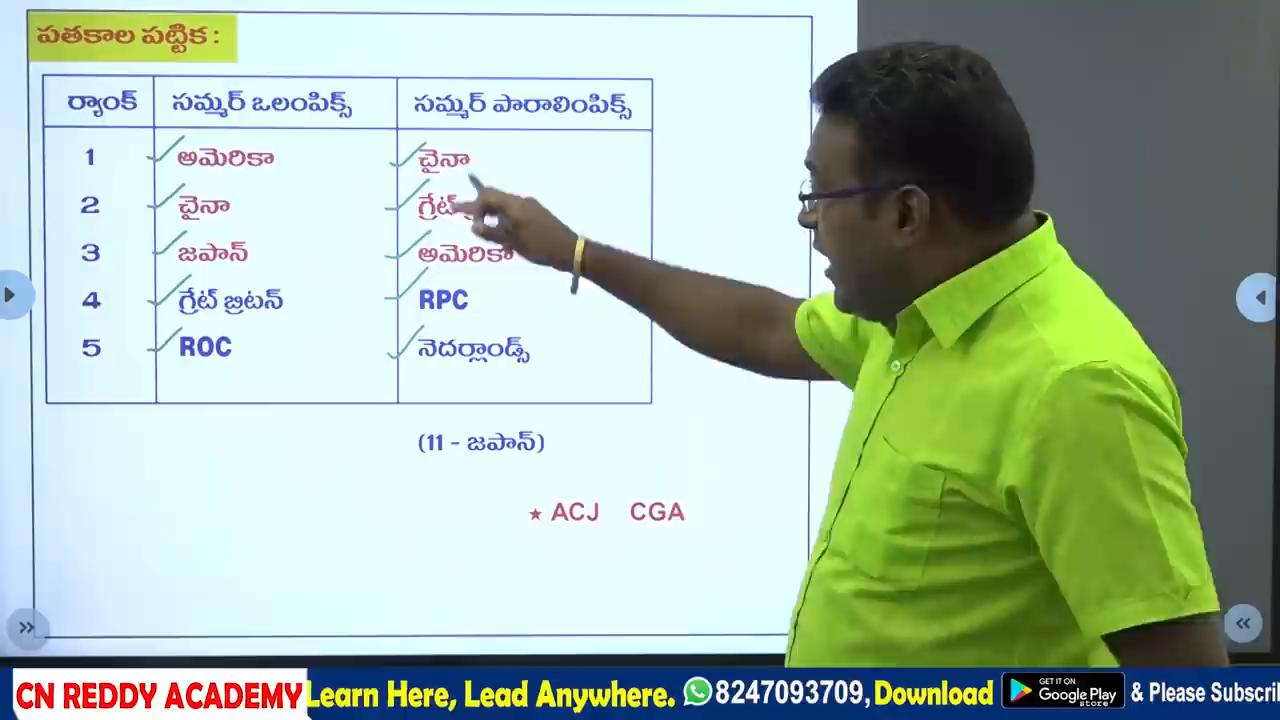 పతకాల పట్టిక :
ర్యాంక్ సమ్మర్ ఒలంపిక్స్ సమ్మర్ పారాలింపిక్స్
1 అమెరికా చైనా
2 చైనా గ్రేట్
3 జపాన్ అమెరికా
4 గ్రేట్ బ్రిటన్ RPC
5 ROC నెదర్లాండ్స్
(11 - జపాన్)
★ ACJ CGA
CN REDDY ACADEMY Learn Here, Lead Anywhere. 8247093709, Download GET IT ON Google Play store & Please Subscri